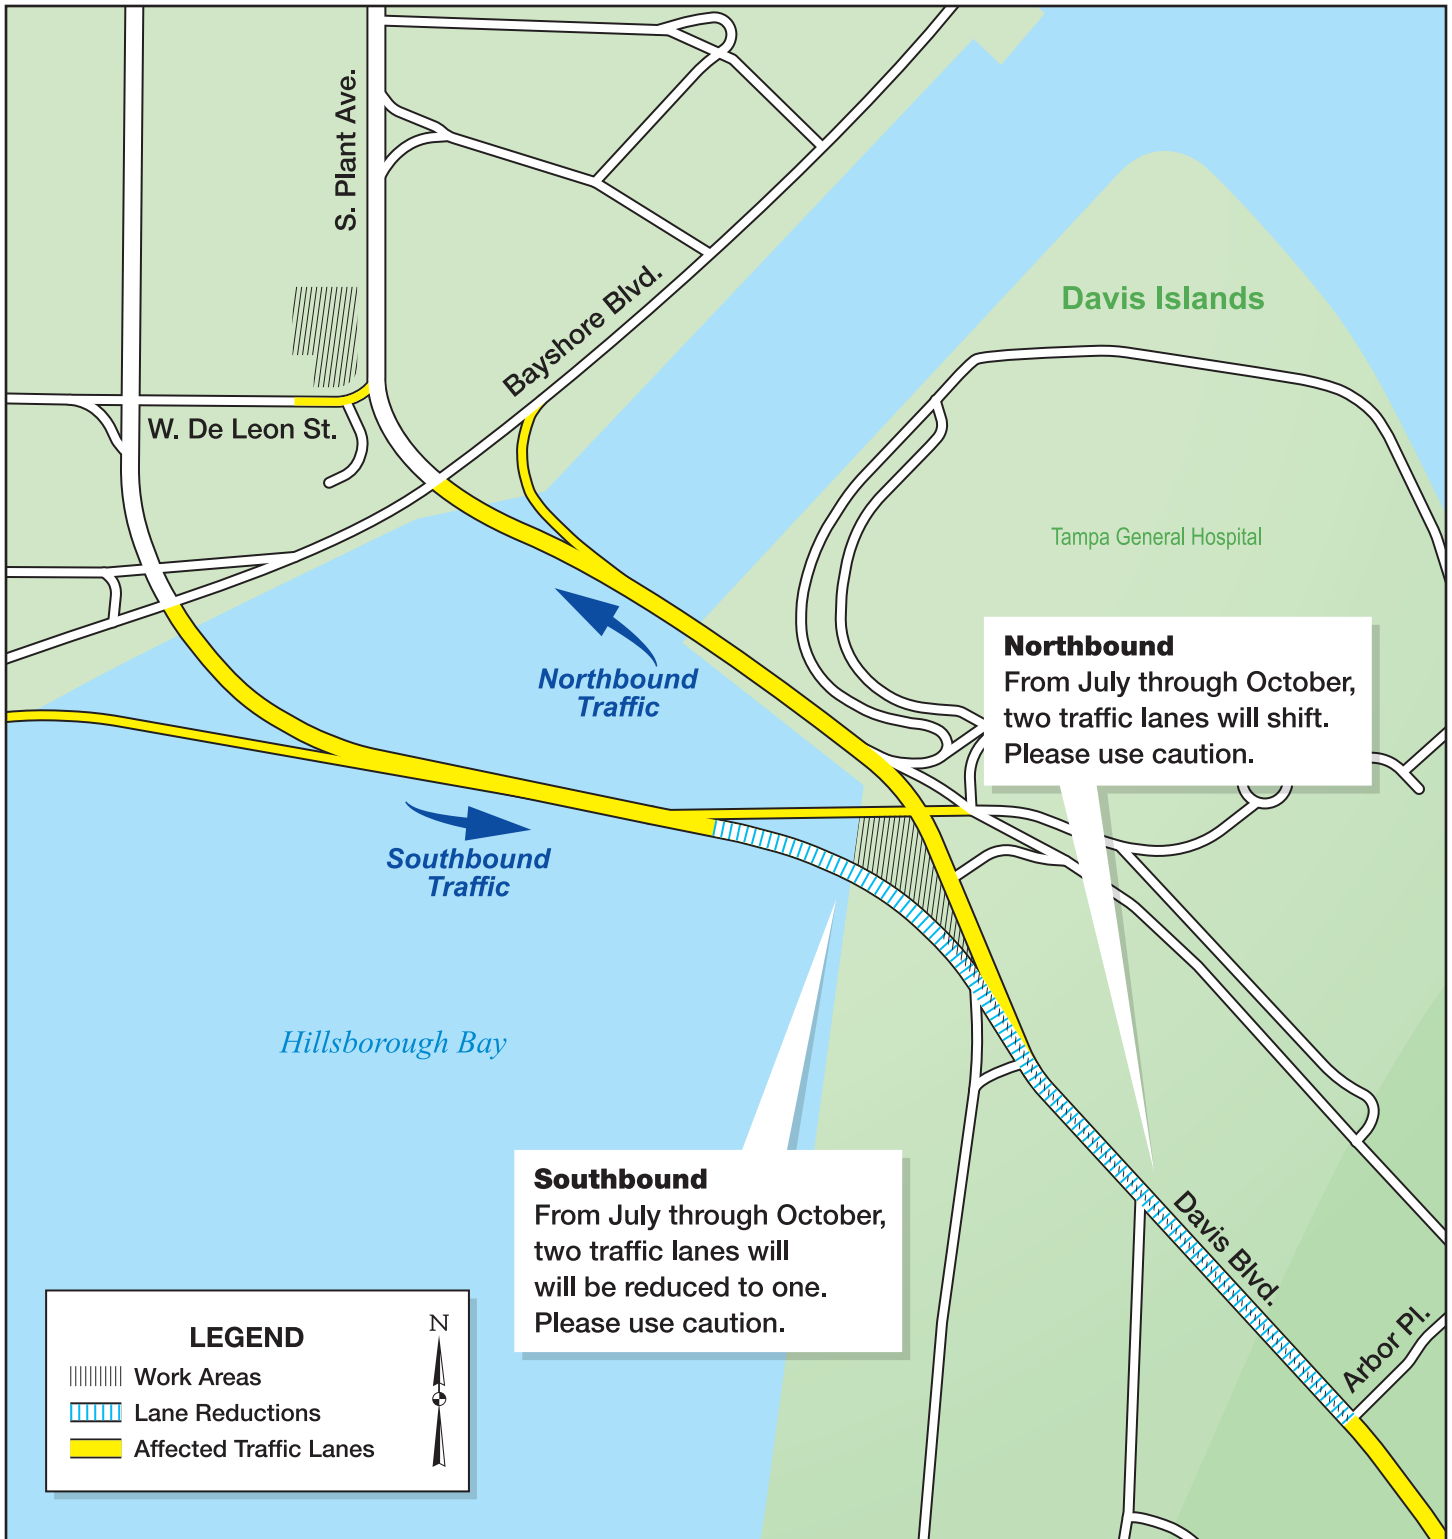 S. Plant Ave.
Bayshore Blvd.
Davis Islands
W. De Leon St.
Tampa General Hospital
Northbound
From July through October,
two traffic lanes will shift.
Please use caution.
Northbound
Traffic
Southbound
Traffic
Hillsborough Bay
Southbound
From July through October,
two traffic lanes will
will be reduced to one.
Please use caution.
Davis Blvd.
Arbor Pl.
LEGEND
N
Work Areas
Lane Reductions
Affected Traffic Lanes